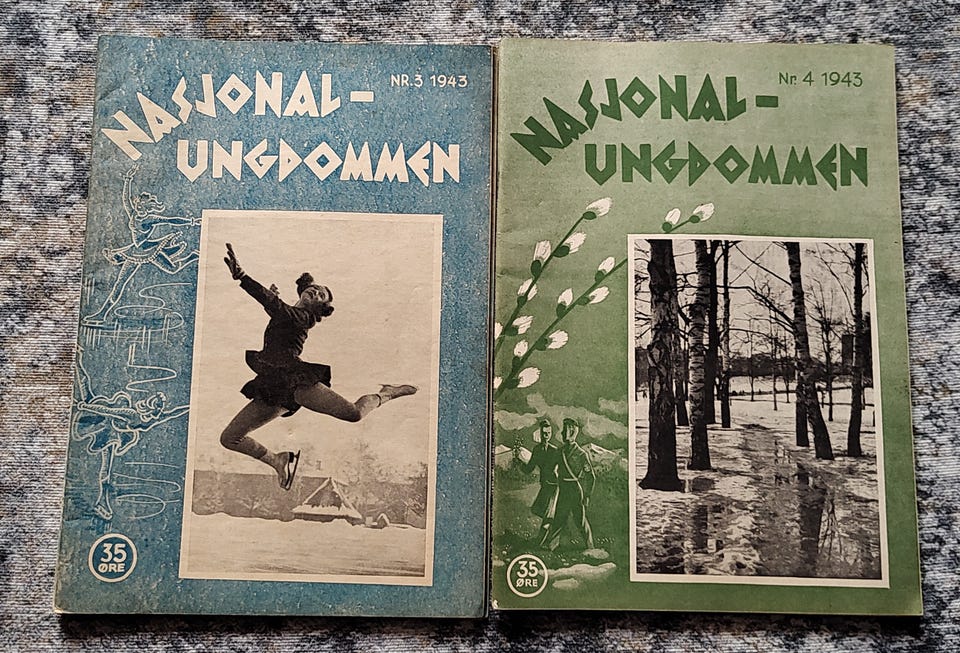 NR.3 1943
NASJONAL-
UNGDOMMEN
35
ØRE
Nr. 4 1943
NASJONAL-
UNGDOMMEN
35
ØRE